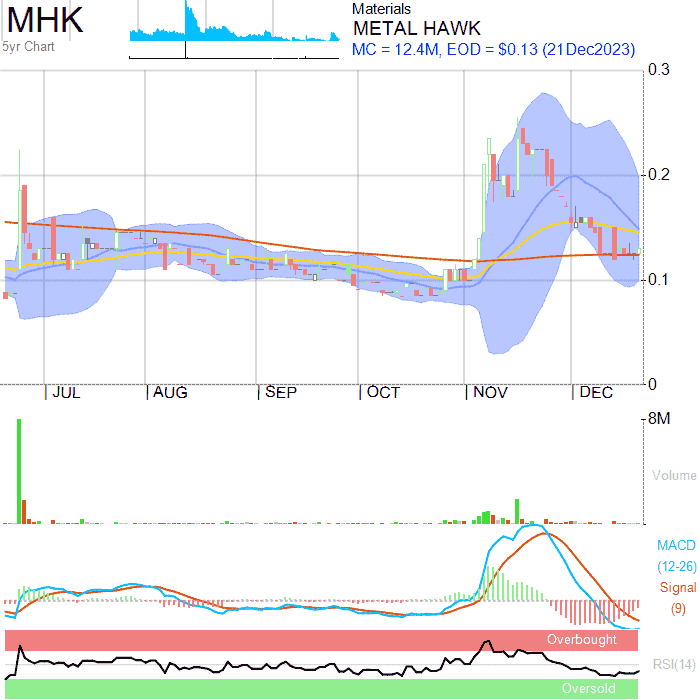 MHK
5yr Chart
Materials
METAL HAWK
MC = 12.4M, EOD = $0.13 (21Dec2023)
0.3
0.2
0.1
0
JUL
AUG
SEP
OCT
NOV
DEC
8M
Volume
MACD
(12-26)
Signal
(9)
Overbought
RSI(14)
Oversold